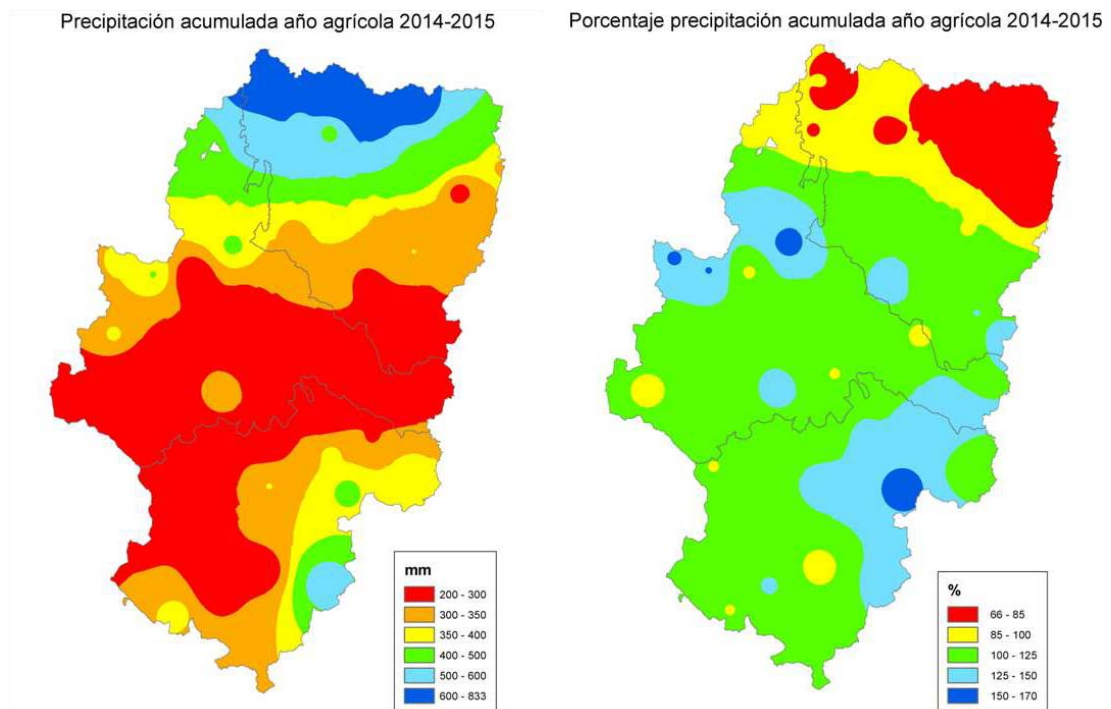 Precipitación acumulada año agrícola 2014-2015
Porcentaje precipitación acumulada año agrícola 2014-2015
mm
200 - 300
300 - 350
350 - 400
400 - 500
500 - 600
600 - 833
%
66 - 85
85 - 100
100 - 125
125 - 150
150 - 170